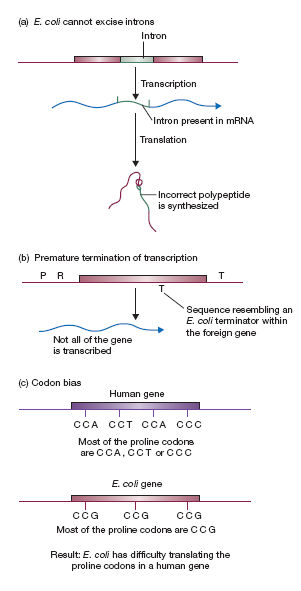 (a) E. coli cannot excise introns
Intron
Transcription
Intron present in mRNA
Translation
Incorrect polypeptide
is synthesized
(b) Premature termination of transcription
P R T
T
Sequence resembling an
E. coli terminator within
the foreign gene
Not all of the gene
is transcribed
(c) Codon bias
Human gene
CCA CCT CCA CCC
Most of the proline codons
are CCA, CCT or CCC
E. coli gene
CCG CCG CCG
Most of the proline codons are CCG
Result: E. coli has difficulty translating the
proline codons in a human gene